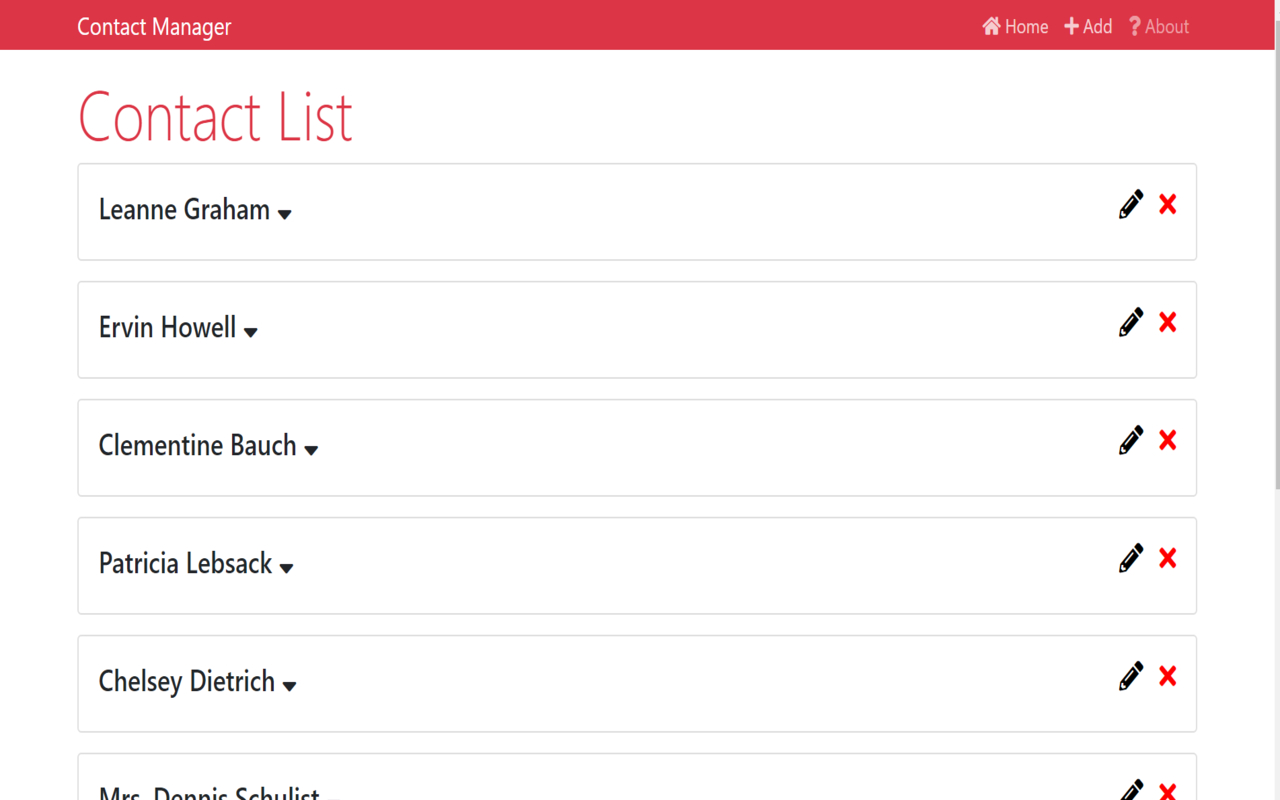 Contact Manager
Home
Add
? About
Contact List
Leanne Graham
Ervin Howell
Clementine Bauch
Patricia Lebsack
Chelsey Dietrich
Mrs. Dennis Schulist